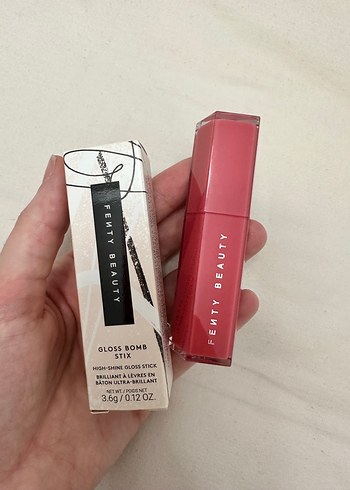 FENTY BEAUTY
GLOSS BOMB
STIX
HIGH-SHINE GLOSS STICK
BRILLIANT À LÈVRES EN
BÂTON ULTRA-BRILLANT
NET WT. / POIDS NET
3.6g / 0.12 OZ.
FENTY BEAUTY